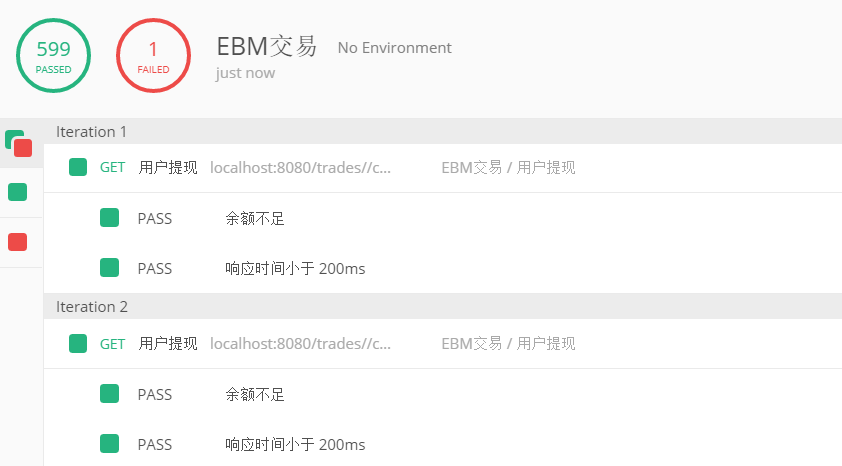 599
PASSED
1
FAILED
EBM交易 No Environment
just now
Iteration 1
GET 用户提现 localhost:8080/trades//c... EBM交易 / 用户提现
PASS 余额不足
PASS 响应时间小于 200ms
Iteration 2
GET 用户提现 localhost:8080/trades//c... EBM交易 / 用户提现
PASS 余额不足
PASS 响应时间小于 200ms